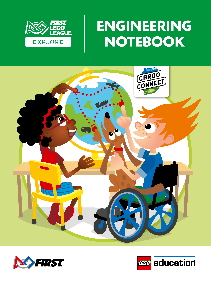 FIRST
LEGO
LEAGUE
EXPLORE
ENGINEERING
NOTEBOOK
CARGO
CONNECT
FIRST
LEGO education